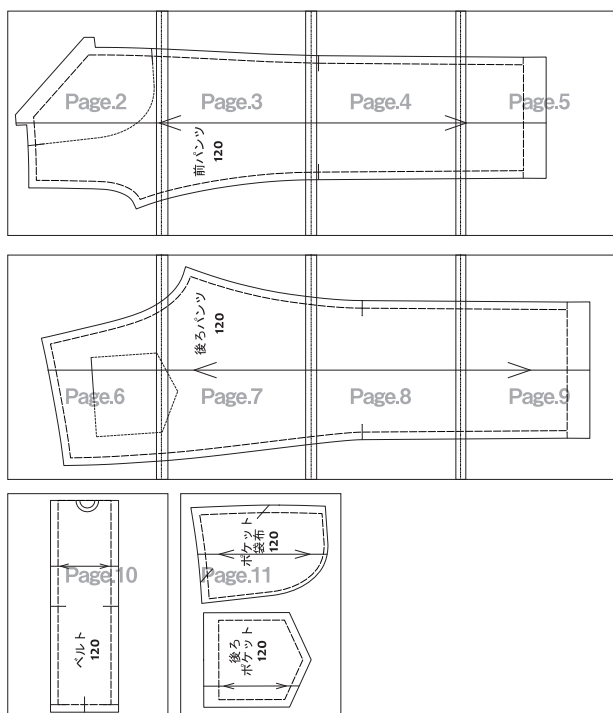 Page.2
Page.3
Page.4
Page.5
前パンツ
120
後ろパンツ
120
Page.6
Page.7
Page.8
Page.9
Page.10
ベルト
120
ポケット
袋布
120
Page.11
後ろ
ポケット
120